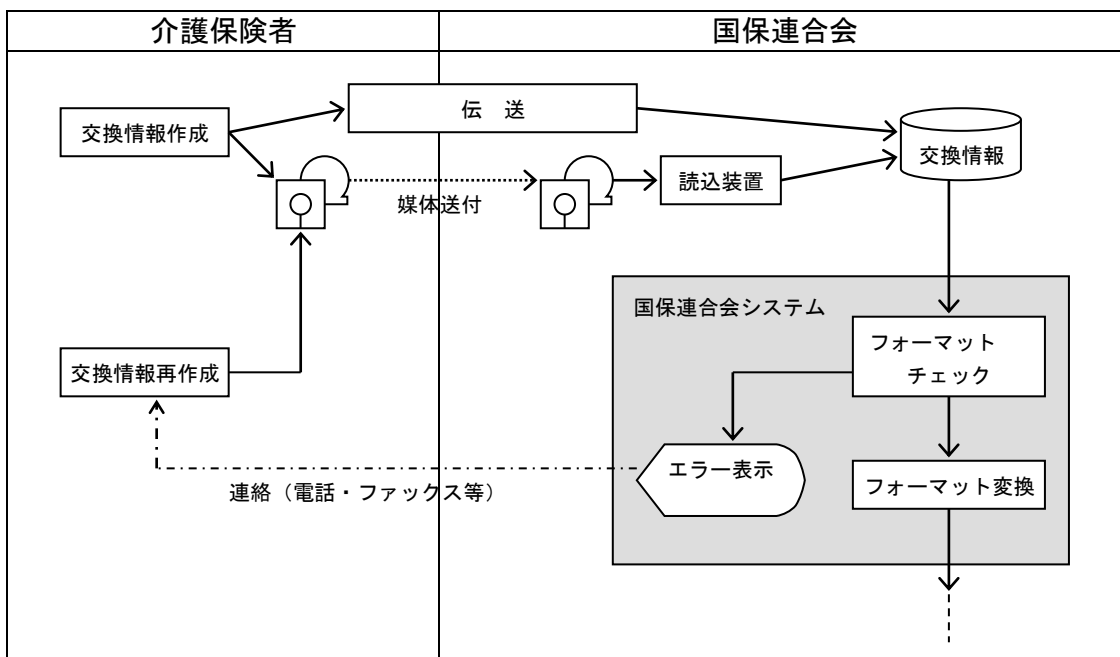 介護保険者
国保連合会
伝　送
交換情報作成
交換情報
読込装置
媒体送付
国保連合会システム
フォーマット
チェック
交換情報再作成
エラー表示
フォーマット変換
連絡（電話・ファックス等）